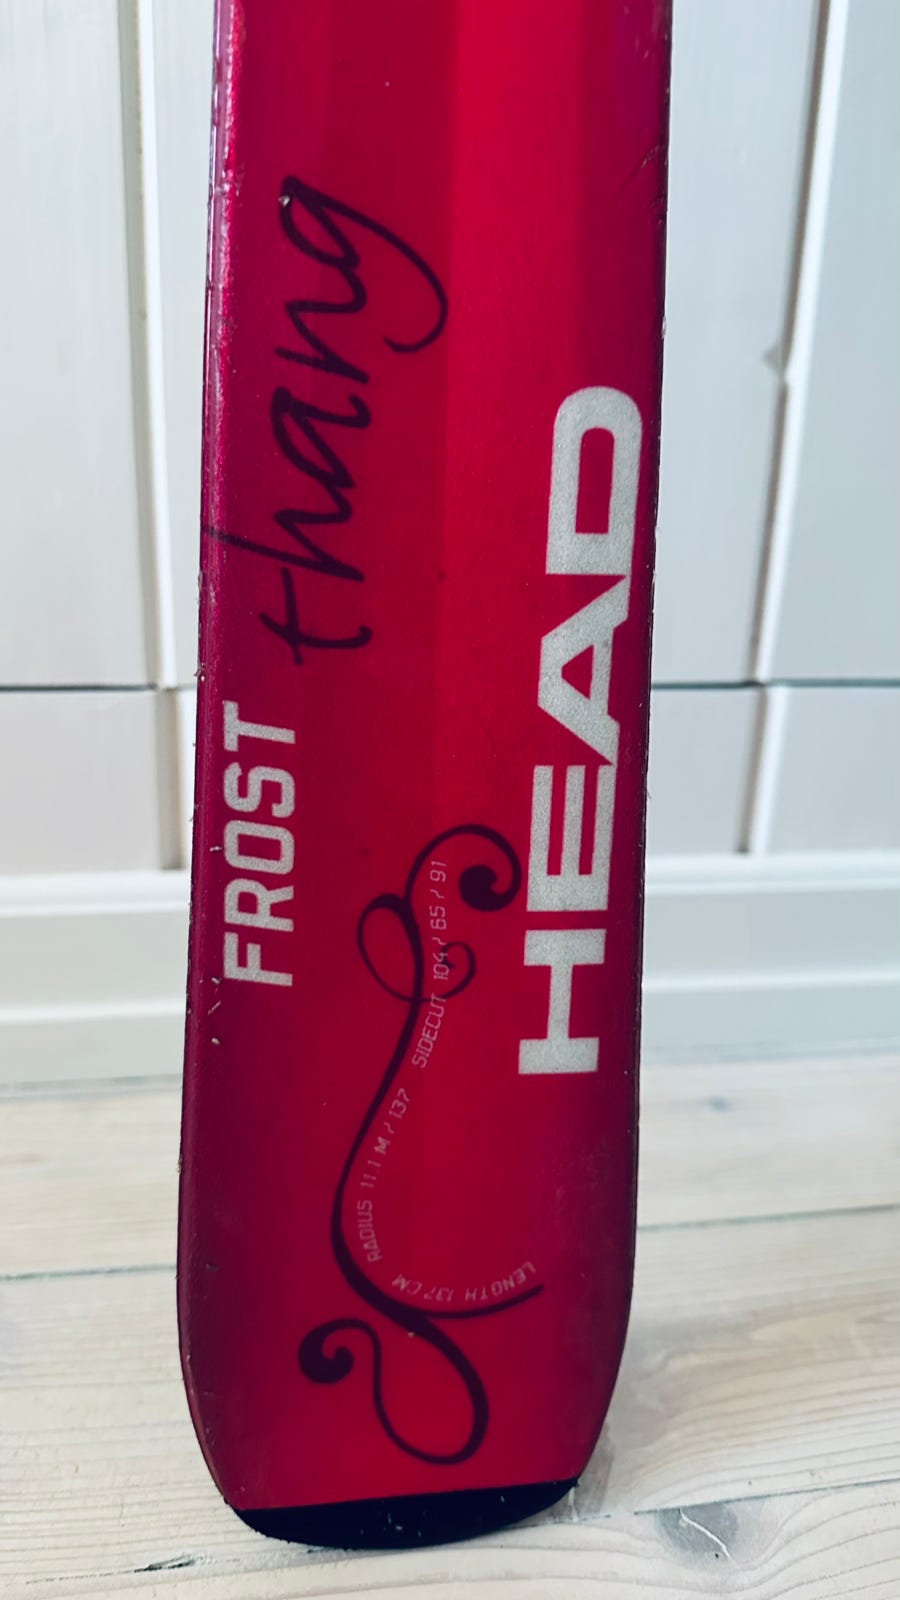 FROST thang
HEAD
LENGTH 137 CM
RADIUS 11.1 M / 137
SIDECUT 104 / 65 / 91